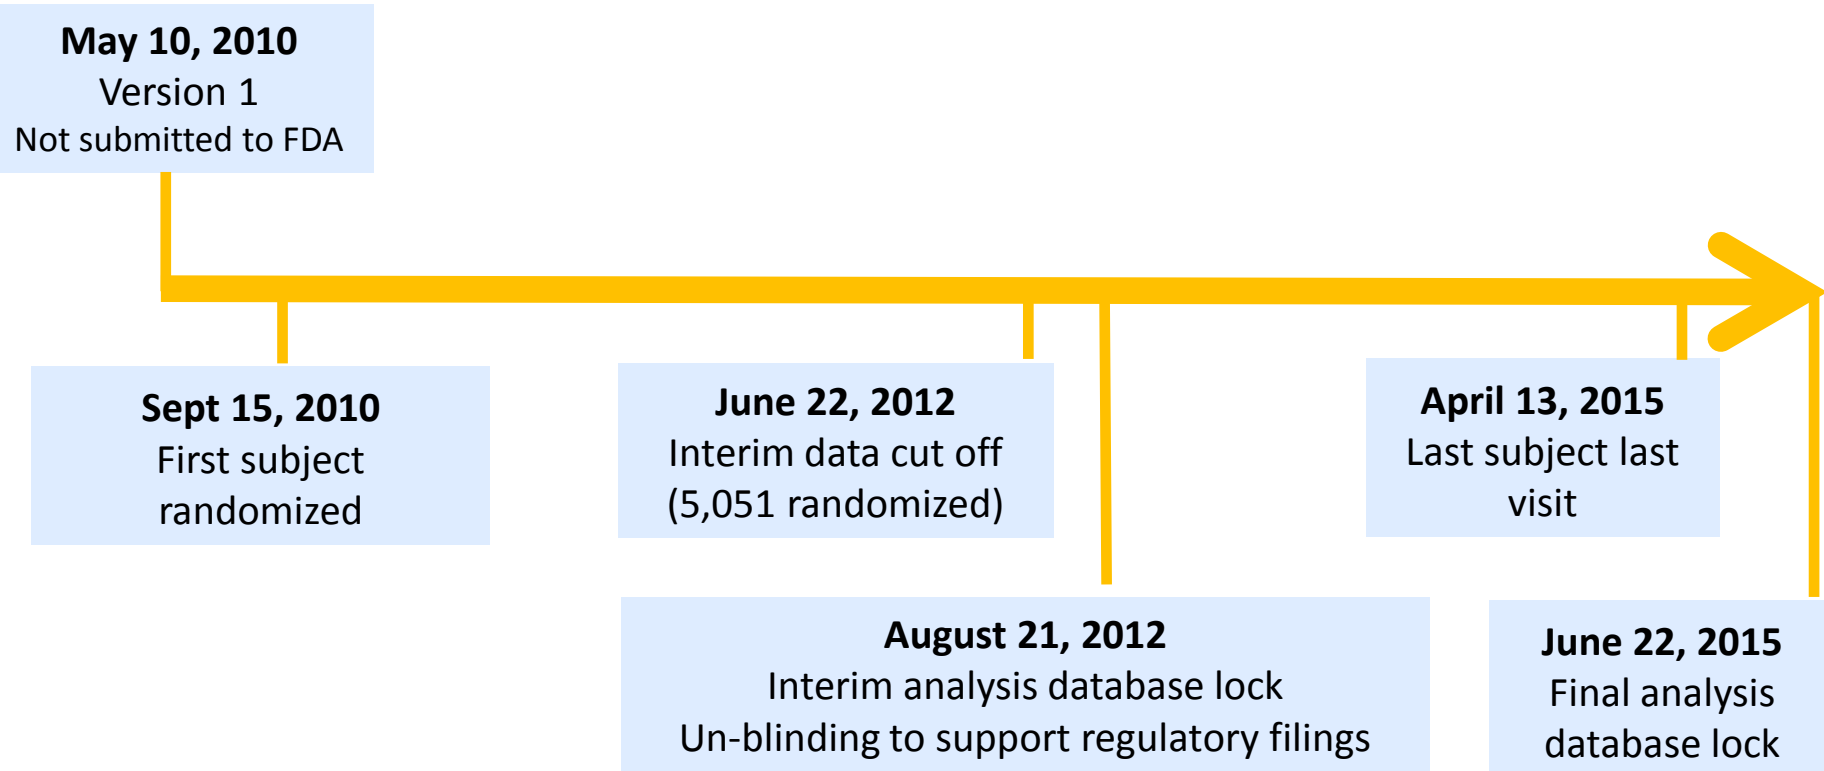 May 10, 2010
Version 1
Not submitted to FDA
Sept 15, 2010
First subject
randomized
June 22, 2012
Interim data cut off
(5,051 randomized)
August 21, 2012
Interim analysis database lock
Un-blinding to support regulatory filings
April 13, 2015
Last subject last
visit
June 22, 2015
Final analysis
database lock